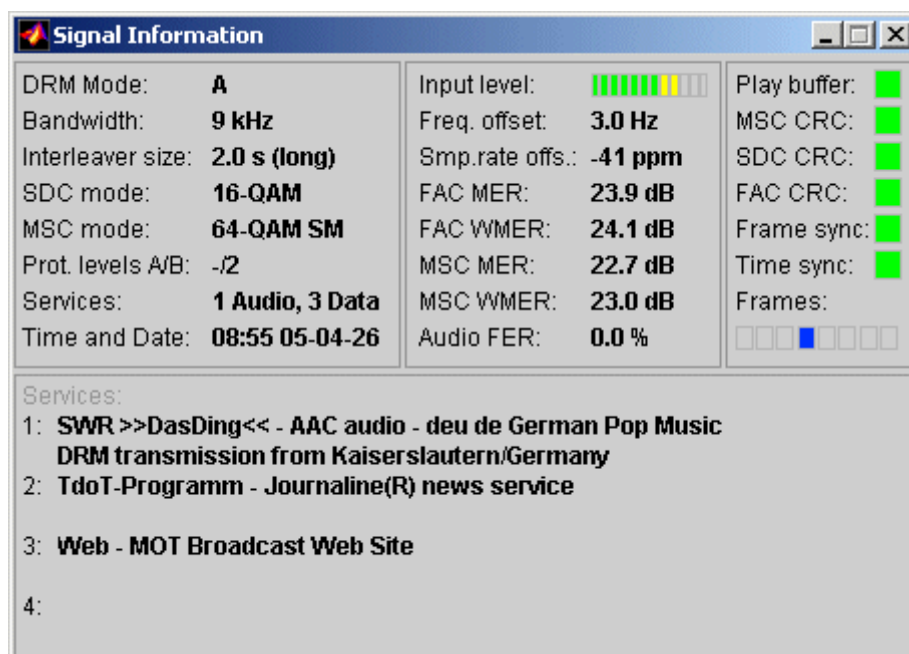 Signal Information
DRM Mode: A
Bandwidth: 9 kHz
Interleaver size: 2.0 s (long)
SDC mode: 16-QAM
MSC mode: 64-QAM SM
Prot. levels A/B: -/2
Services: 1 Audio, 3 Data
Time and Date: 08:55 05-04-26
Input level:
Freq. offset: 3.0 Hz
Smp.rate offs.: -41 ppm
FAC MER: 23.9 dB
FAC WMER: 24.1 dB
MSC MER: 22.7 dB
MSC WMER: 23.0 dB
Audio FER: 0.0 %
Play buffer:
MSC CRC:
SDC CRC:
FAC CRC:
Frame sync:
Time sync:
Frames:
Services:
1: SWR >>DasDing<< - AAC audio - deu de German Pop Music
DRM transmission from Kaiserslautern/Germany
2: TdoT-Programm - Journaline(R) news service
3: Web - MOT Broadcast Web Site
4: